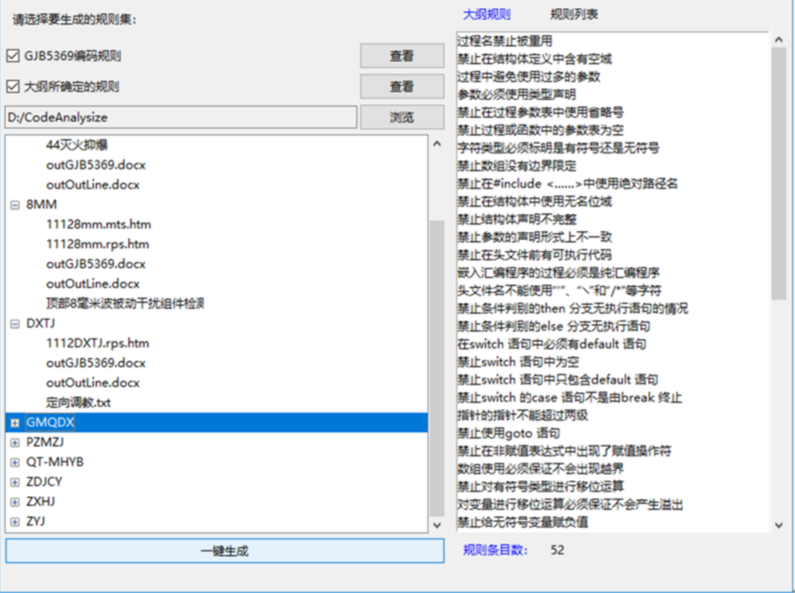 请选择要生成的规则集:
GJB5369编码规则
查看
大纲所确定的规则
查看
D:/CodeAnalysize
浏览
44灭火抑爆
outGJB5369.docx
outOutLine.docx
8MM
11128mm.mts.htm
11128mm.rps.htm
outGJB5369.docx
outOutLine.docx
顶部8毫米波被动干扰组件检测
DXTJ
1112DXTJ.rps.htm
outGJB5369.docx
outOutLine.docx
定向调教.txt
GMQDX
PZMZJ
QT-MHYB
ZDJCY
ZXHJ
ZYJ
一键生成
大纲规则 规则列表
过程名禁止被重用
禁止在结构体定义中含有空域
过程中避免使用过多的参数
参数必须使用类型声明
禁止在过程参数表中使用省略号
禁止过程或函数中的参数表为空
字符类型必须标明是有符号还是无符号
禁止数组没有边界限定
禁止在#include <......>中使用绝对路径名
禁止在结构体中使用无名位域
禁止结构体声明不完整
禁止参数的声明形式上不一致
禁止在头文件前有可执行代码
嵌入汇编程序的过程必须是纯汇编程序
头文件名不能使用“'”、“\”和“/*”等字符
禁止条件判别的then 分支无执行语句的情况
禁止条件判别的else 分支无执行语句
在switch 语句中必须有default 语句
禁止switch 语句中为空
禁止switch 语句中只包含default 语句
禁止switch 的case 语句不是由break 终止
指针的指针不能超过两级
禁止使用goto 语句
禁止在非赋值表达式中出现了赋值操作符
数组使用必须保证不会出现越界
禁止对有符号类型进行移位运算
对变量进行移位运算必须保证不会产生溢出
禁止给无符号变量赋负值
规则条目数: 52